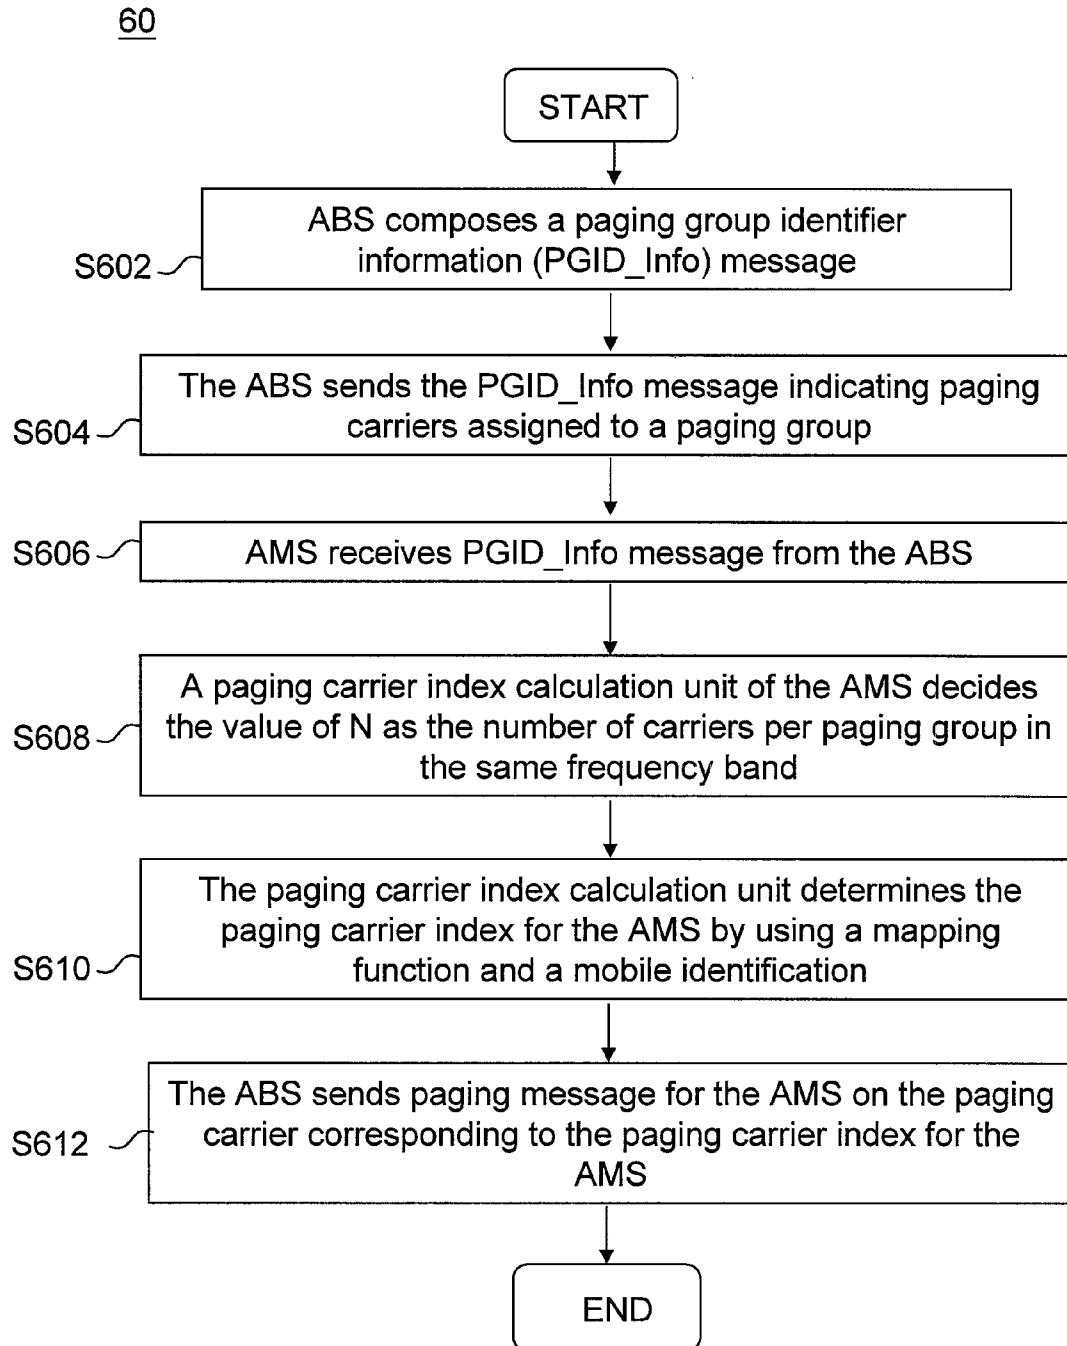 60
START
S602
ABS composes a paging group identifier
information (PGID_Info) message
S604
The ABS sends the PGID_Info message indicating paging
carriers assigned to a paging group
S606
AMS receives PGID_Info message from the ABS
S608
A paging carrier index calculation unit of the AMS decides
the value of N as the number of carriers per paging group in
the same frequency band
S610
The paging carrier index calculation unit determines the
paging carrier index for the AMS by using a mapping
function and a mobile identification
S612
The ABS sends paging message for the AMS on the paging
carrier corresponding to the paging carrier index for the
AMS
END